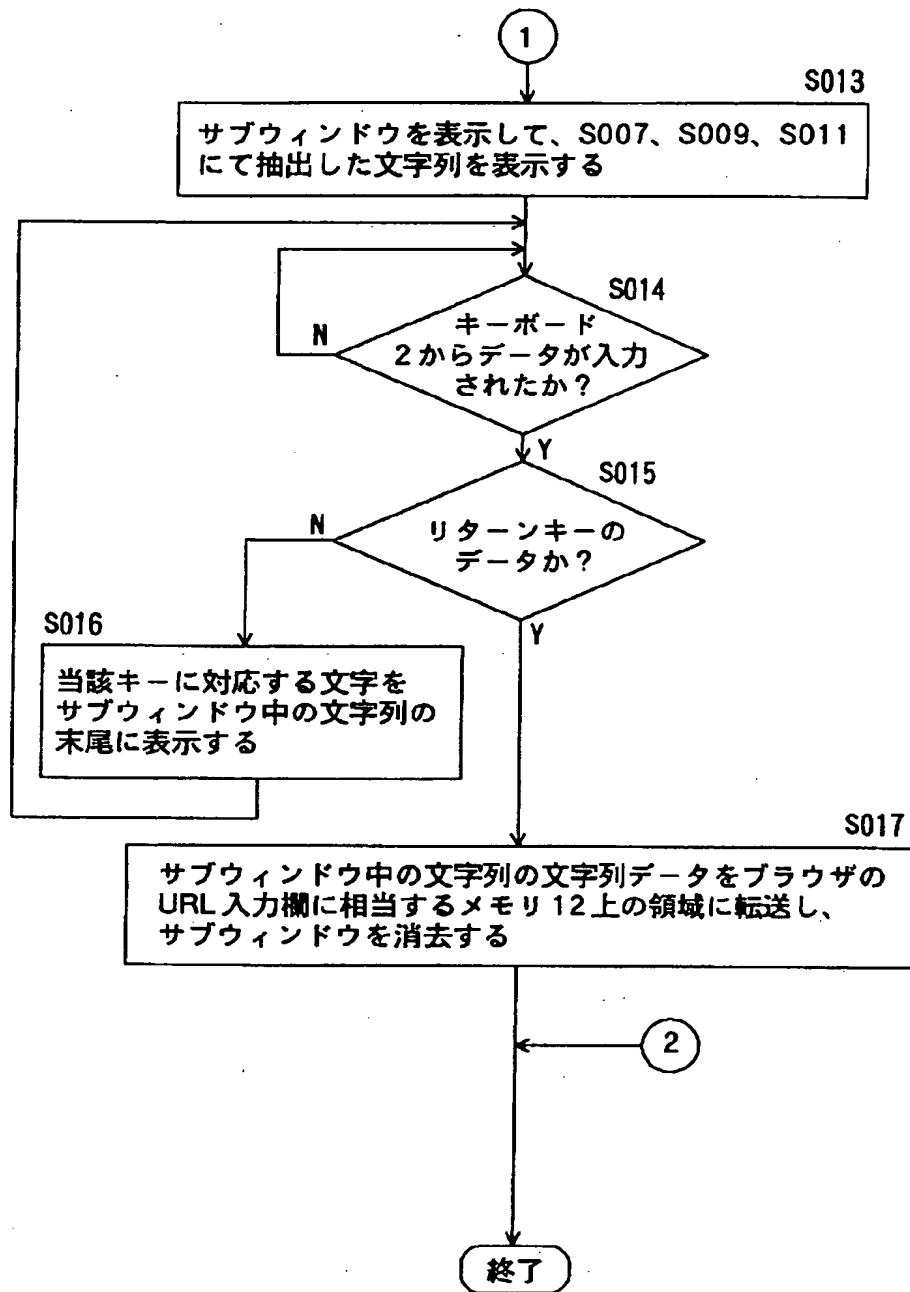 1
S013
サブウィンドウを表示して、S007、S009、S011
にて抽出した文字列を表示する
S014
キーボード
2からデータが入力
されたか？
N
Y
S015
リターンキーの
データか？
N
Y
S016
当該キーに対応する文字を
サブウィンドウ中の文字列の
末尾に表示する
S017
サブウィンドウ中の文字列の文字列データをブラウザの
URL入力欄に相当するメモリ12上の領域に転送し、
サブウィンドウを消去する
2
終了